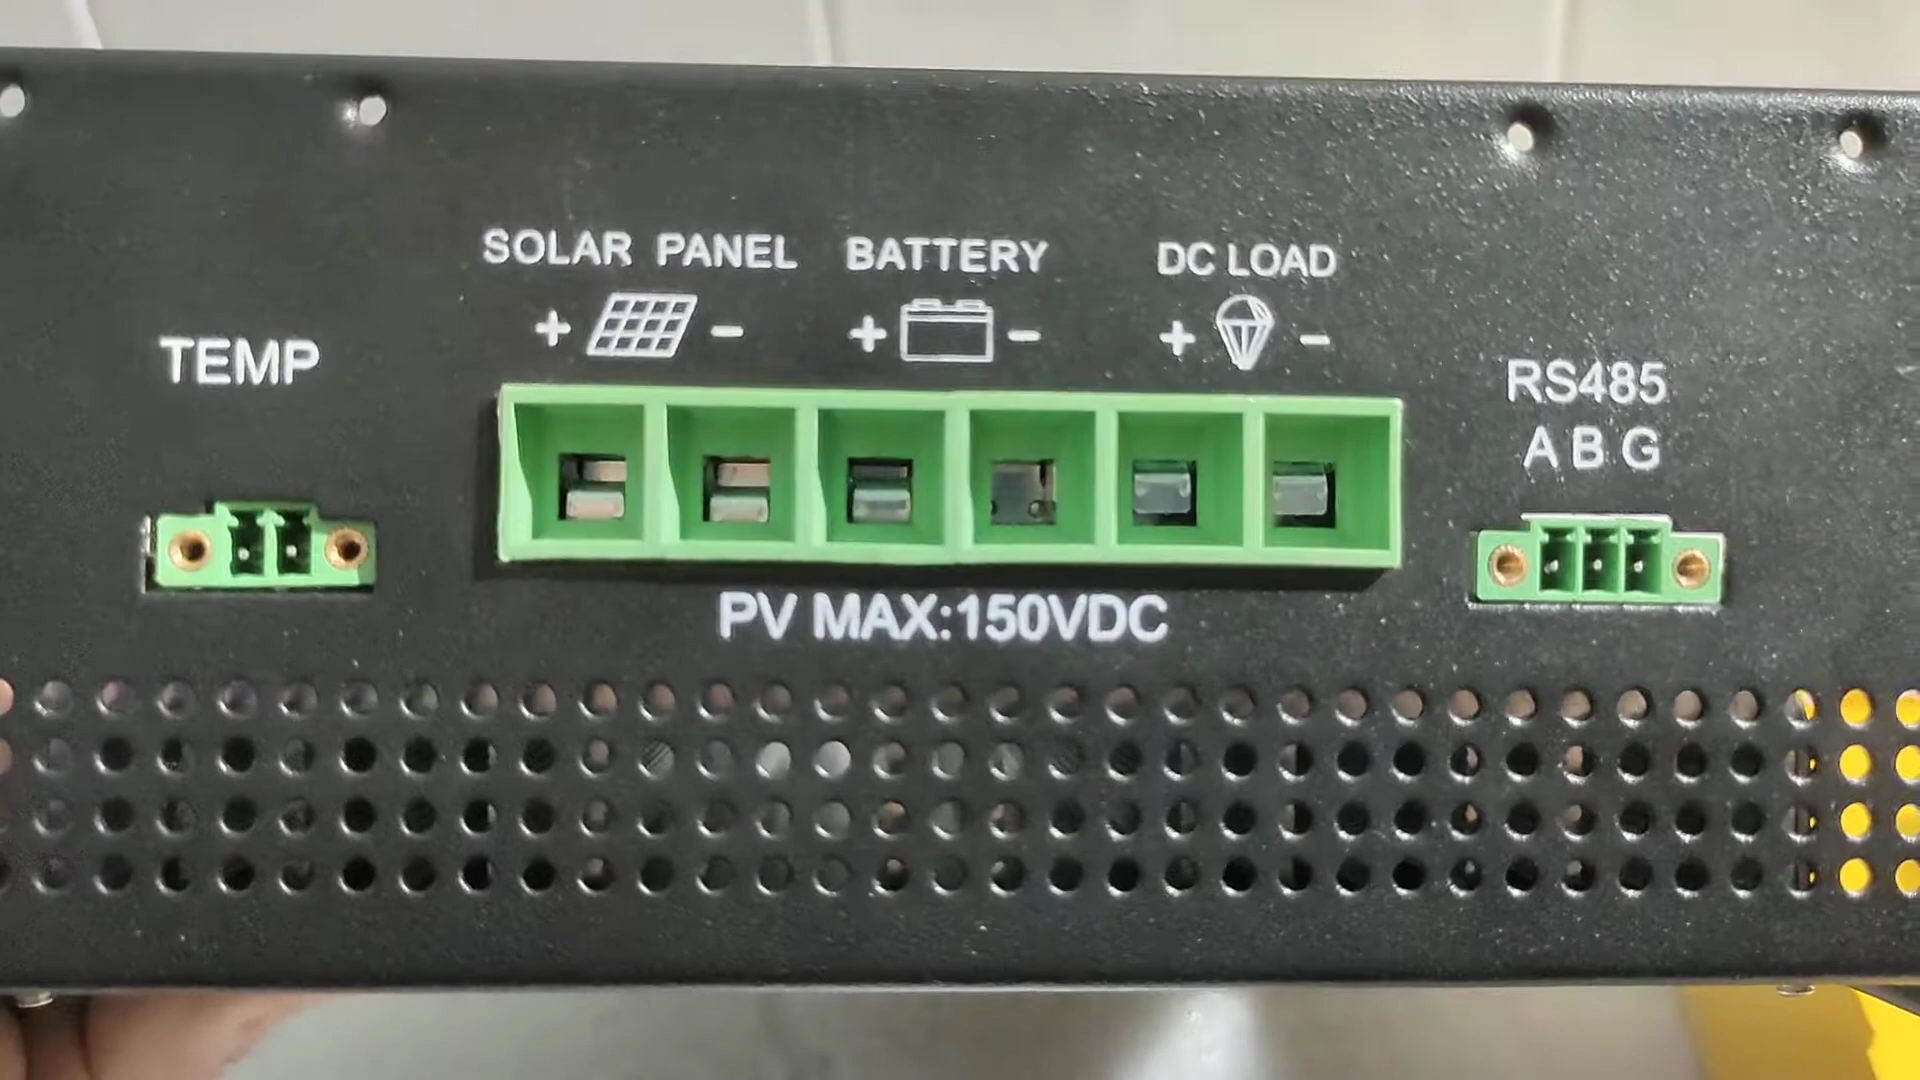 SOLAR PANEL BATTERY DC LOAD
+ - + - + -
TEMP
RS485
A B G
PV MAX:150VDC